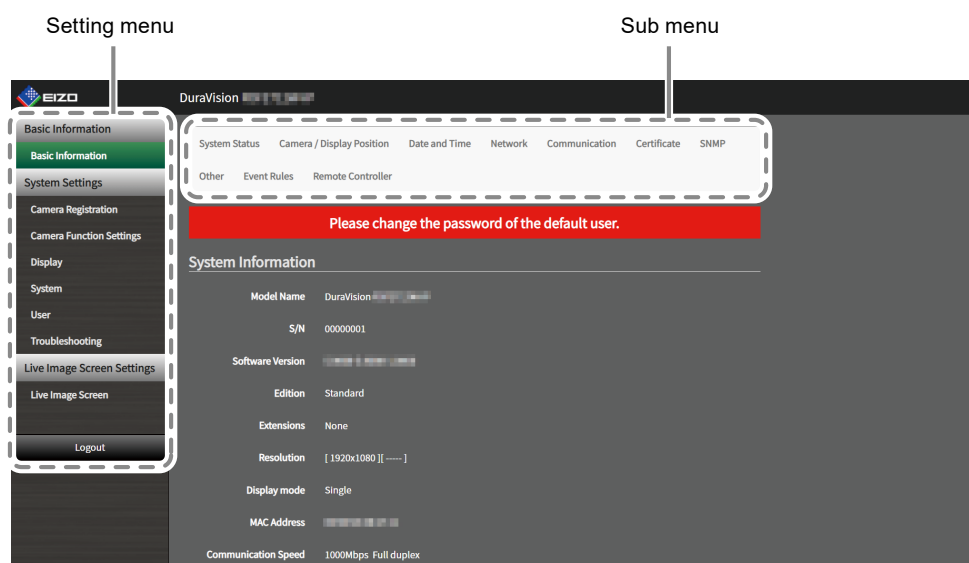 Setting menu
Sub menu
EIZO
DuraVision
Basic Information
Basic Information
System Settings
Camera Registration
Camera Function Settings
Display
System
User
Troubleshooting
Live Image Screen Settings
Live Image Screen
Logout
System Status Camera / Display Position Date and Time Network Communication Certificate SNMP
Other Event Rules Remote Controller
Please change the password of the default user.
System Information
Model Name DuraVision
S/N 00000001
Software Version
Edition Standard
Extensions None
Resolution [ 1920x1080 ][ ----- ]
Display mode Single
MAC Address
Communication Speed 1000Mbps Full duplex